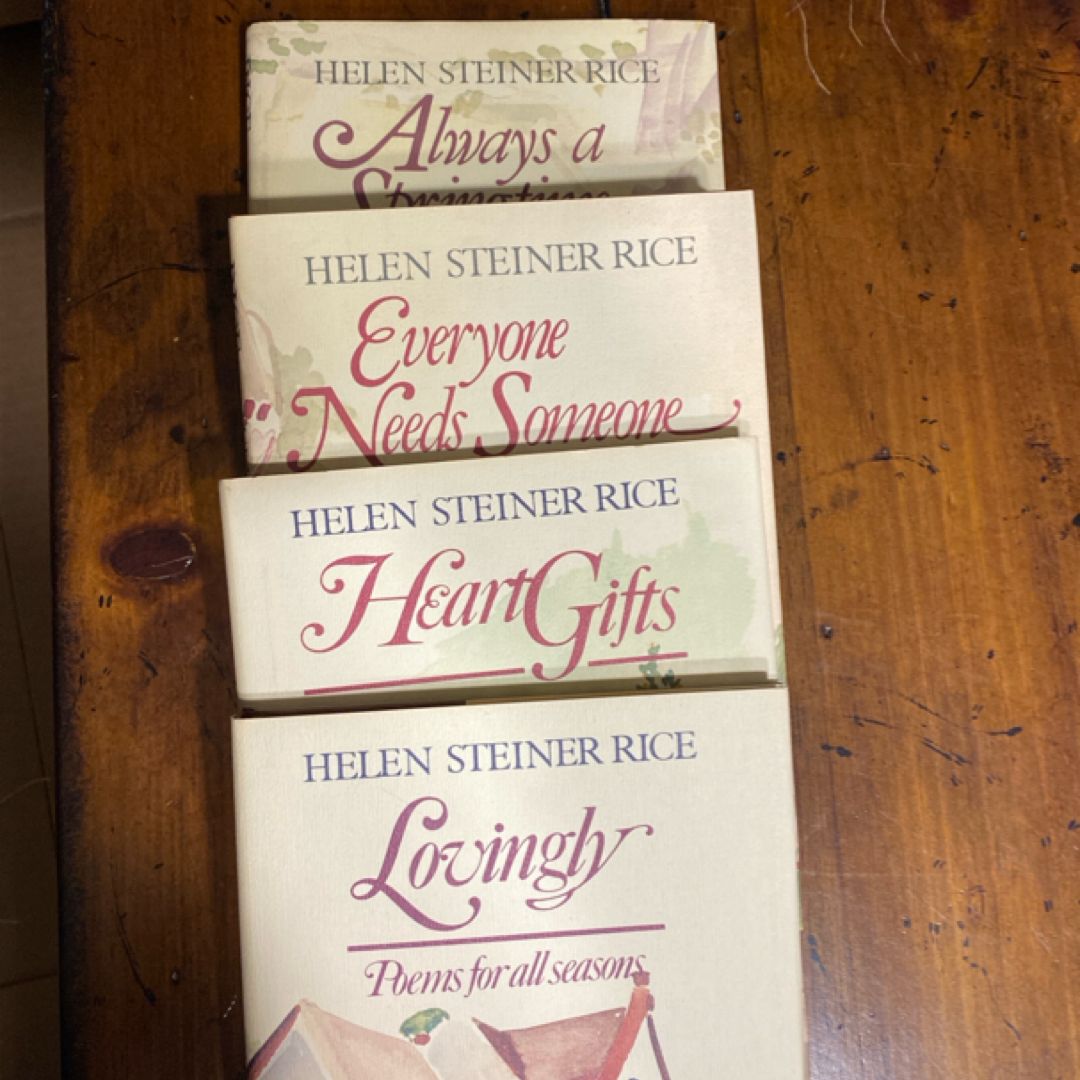 HELEN STEINER RICE
Always a
Springtime
HELEN STEINER RICE
Everyone
Needs Someone
HELEN STEINER RICE
HeartGifts
HELEN STEINER RICE
Lovingly
Poems for all seasons